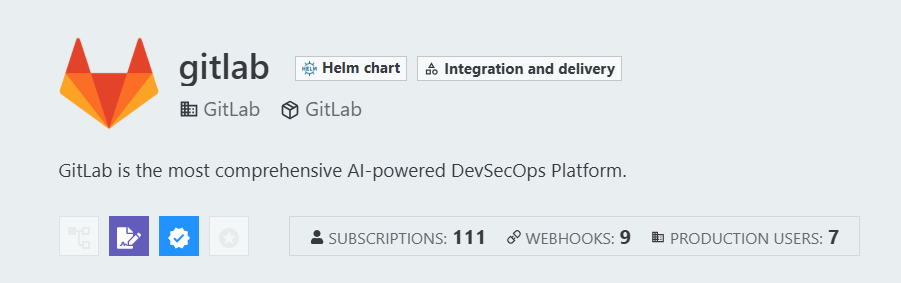 gitlab HELM Helm chart Integration and delivery
GitLab GitLab
GitLab is the most comprehensive AI-powered DevSecOps Platform.
SUBSCRIPTIONS: 111 WEBHOOKS: 9 PRODUCTION USERS: 7